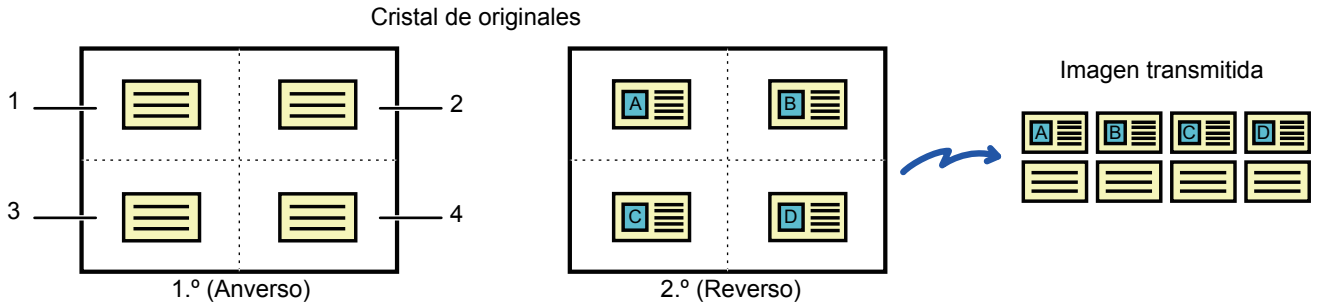 Cristal de originales
1
2
3
4
1.º (Anverso)
A
B
C
D
2.º (Reverso)
Imagen transmitida
A B C D